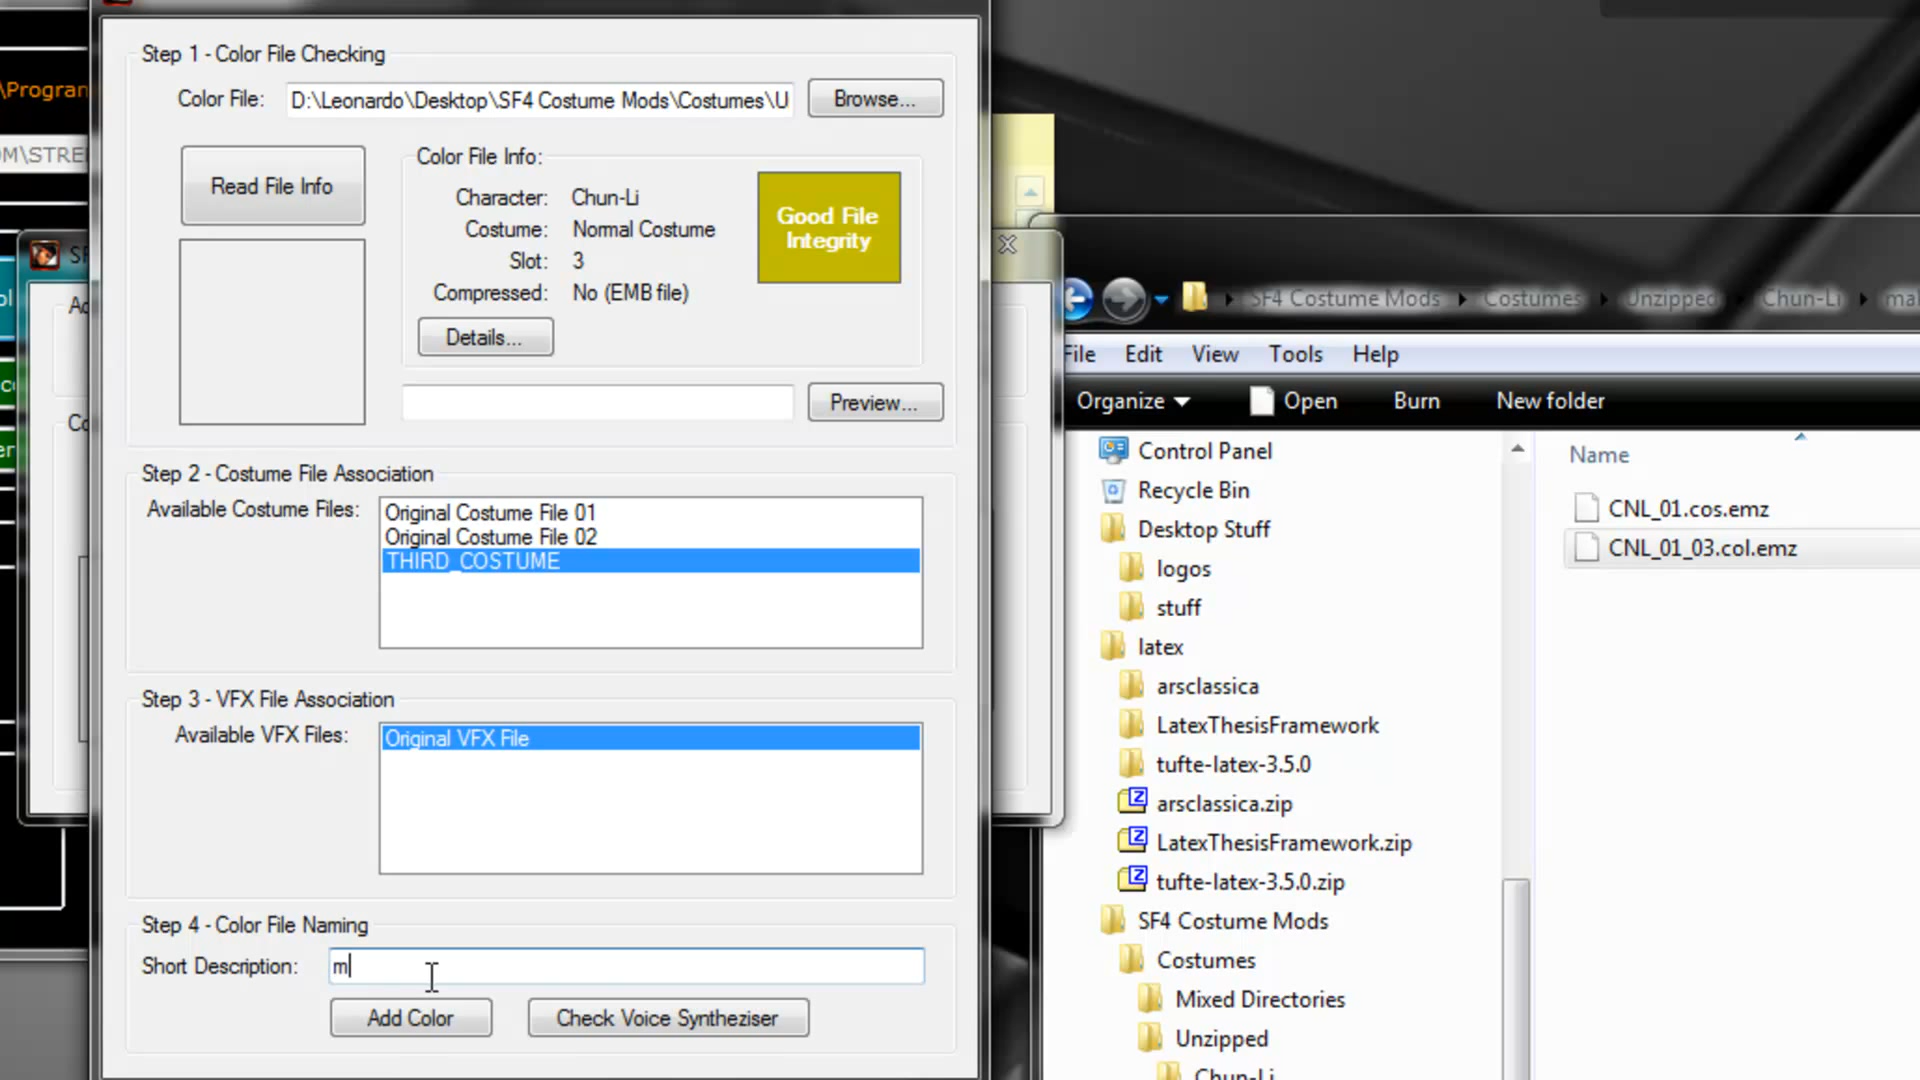 Step 1 - Color File Checking
Color File: D:\Leonardo\Desktop\SF4 Costume Mods\Costumes\U Browse...
\Program
Read File Info
Color File Info:
Character: Chun-Li
Costume: Normal Costume
Slot: 3
Compressed: No (EMB file)
Details...
Good File
Integrity
Preview...
Step 2 - Costume File Association
Available Costume Files:
Original Costume File 01
Original Costume File 02
THIRD_COSTUME
Step 3 - VFX File Association
Available VFX Files:
Original VFX File
Step 4 - Color File Naming
Short Description: m
Add Color
Check Voice Syntheziser
SF4 Costume Mods Costumes Unzipped Chun-Li mal
File Edit View Tools Help
Organize Open Burn New folder
Name
CNL_01.cos.emz
CNL_01_03.col.emz
Control Panel
Recycle Bin
Desktop Stuff
logos
stuff
latex
arsclassica
LatexThesisFramework
tufte-latex-3.5.0
arsclassica.zip
LatexThesisFramework.zip
tufte-latex-3.5.0.zip
SF4 Costume Mods
Costumes
Mixed Directories
Unzipped
Chun-Li